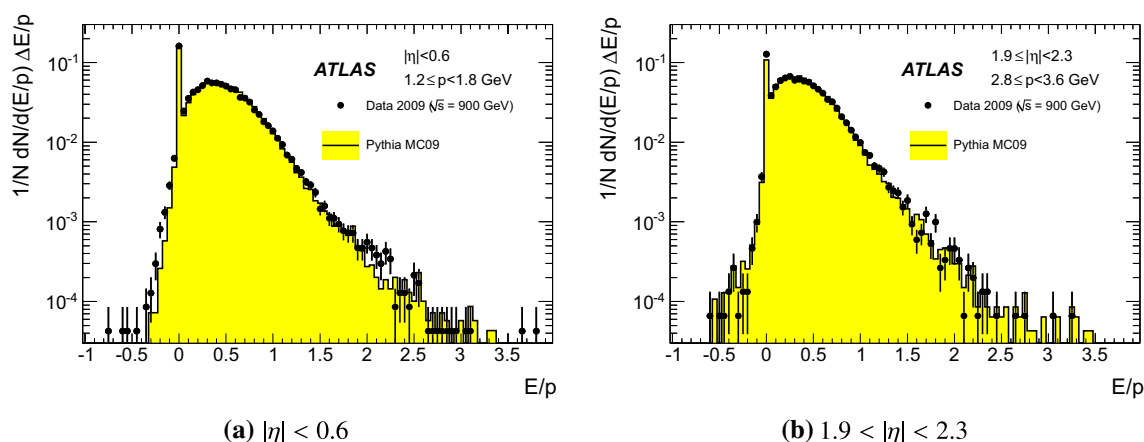 1/N dN/d(E/p) ΔE/p
10⁻¹
10⁻²
10⁻³
10⁻⁴
|η|<0.6
ATLAS
1.2≤p<1.8 GeV
Data 2009 (√s = 900 GeV)
Pythia MC09
-1 -0.5 0 0.5 1 1.5 2 2.5 3 3.5
E/p
(a) |η| < 0.6
1/N dN/d(E/p) ΔE/p
10⁻¹
10⁻²
10⁻³
10⁻⁴
1.9≤|η|<2.3
ATLAS
2.8≤p<3.6 GeV
Data 2009 (√s = 900 GeV)
Pythia MC09
-1 -0.5 0 0.5 1 1.5 2 2.5 3 3.5
E/p
(b) 1.9 < |η| < 2.3